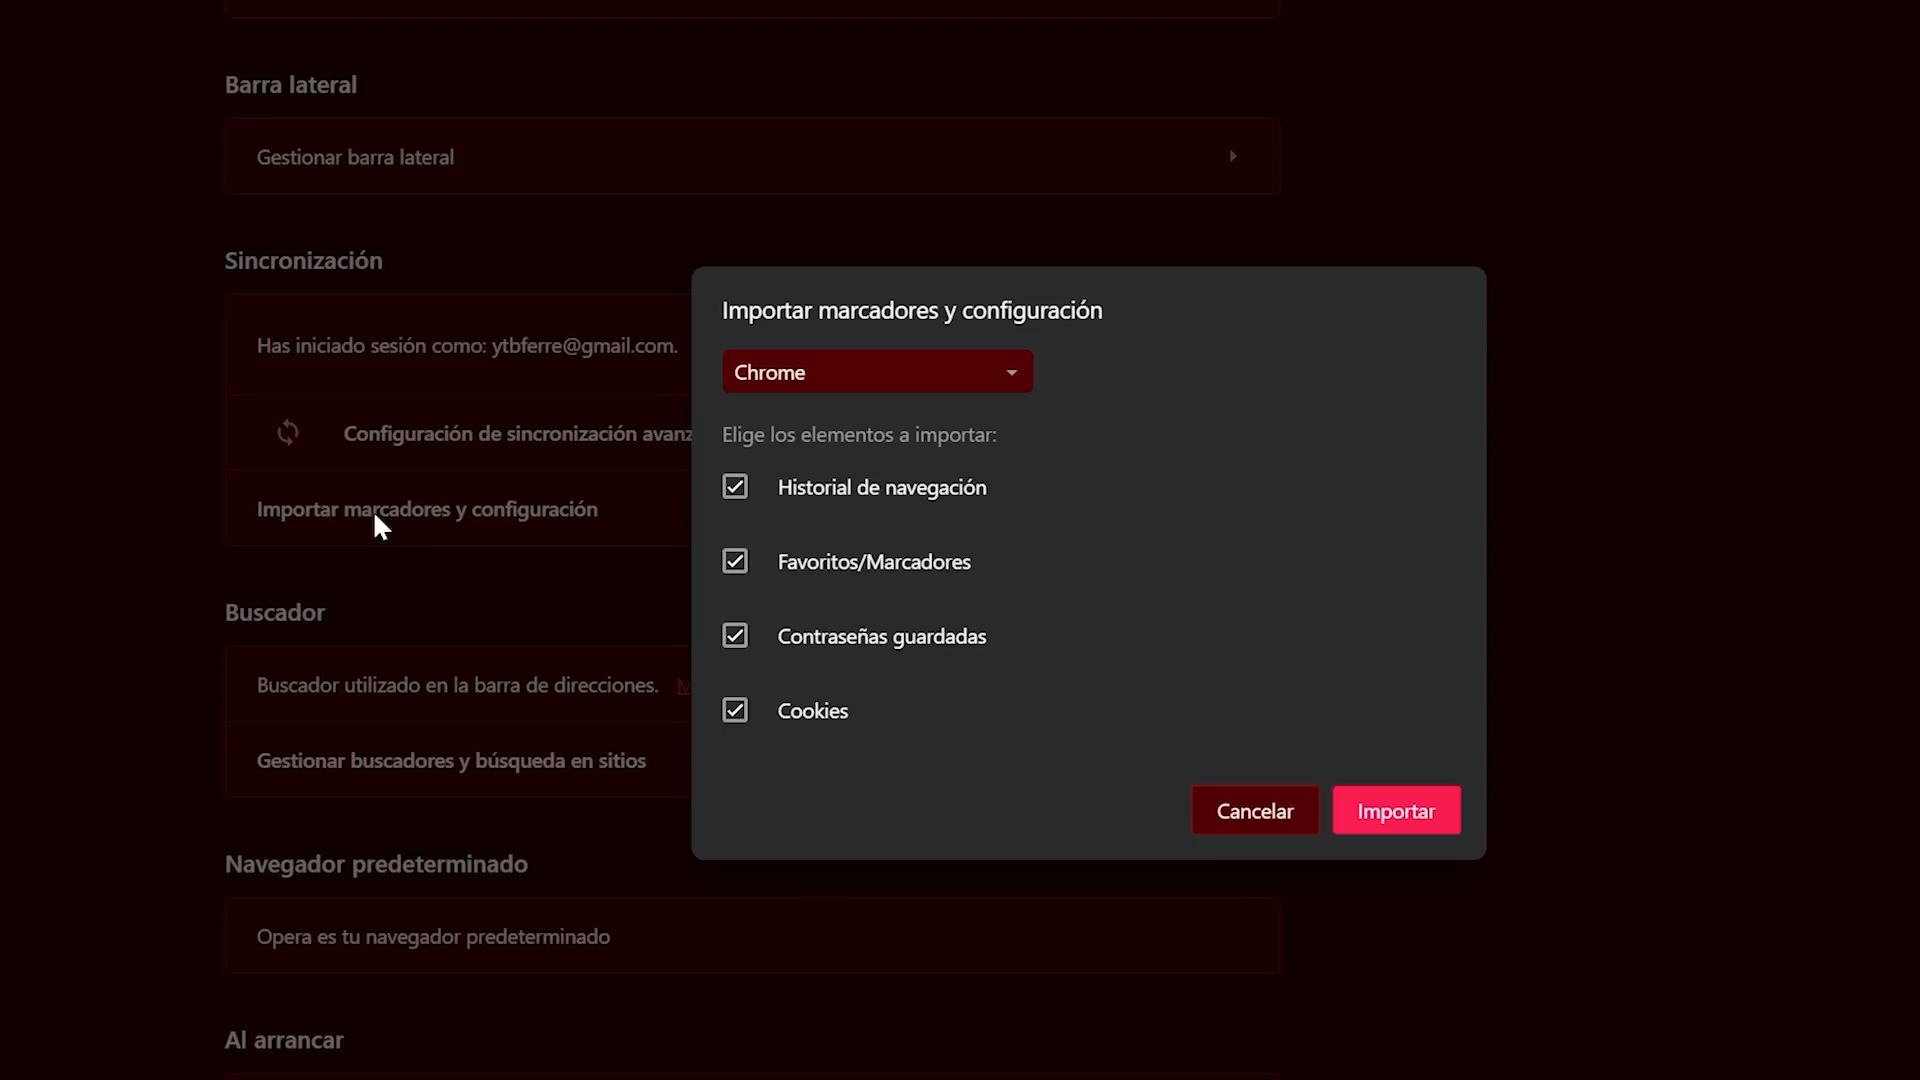 Barra lateral
Gestionar barra lateral
Sincronización
Has iniciado sesión como: ytbferre@gmail.com.
Configuración de sincronización avanz
Importar marcadores y configuración
Buscador
Buscador utilizado en la barra de direcciones.
Gestionar buscadores y búsqueda en sitios
Navegador predeterminado
Opera es tu navegador predeterminado
Al arrancar
Importar marcadores y configuración
Chrome
Elige los elementos a importar:
Historial de navegación
Favoritos/Marcadores
Contraseñas guardadas
Cookies
Cancelar
Importar